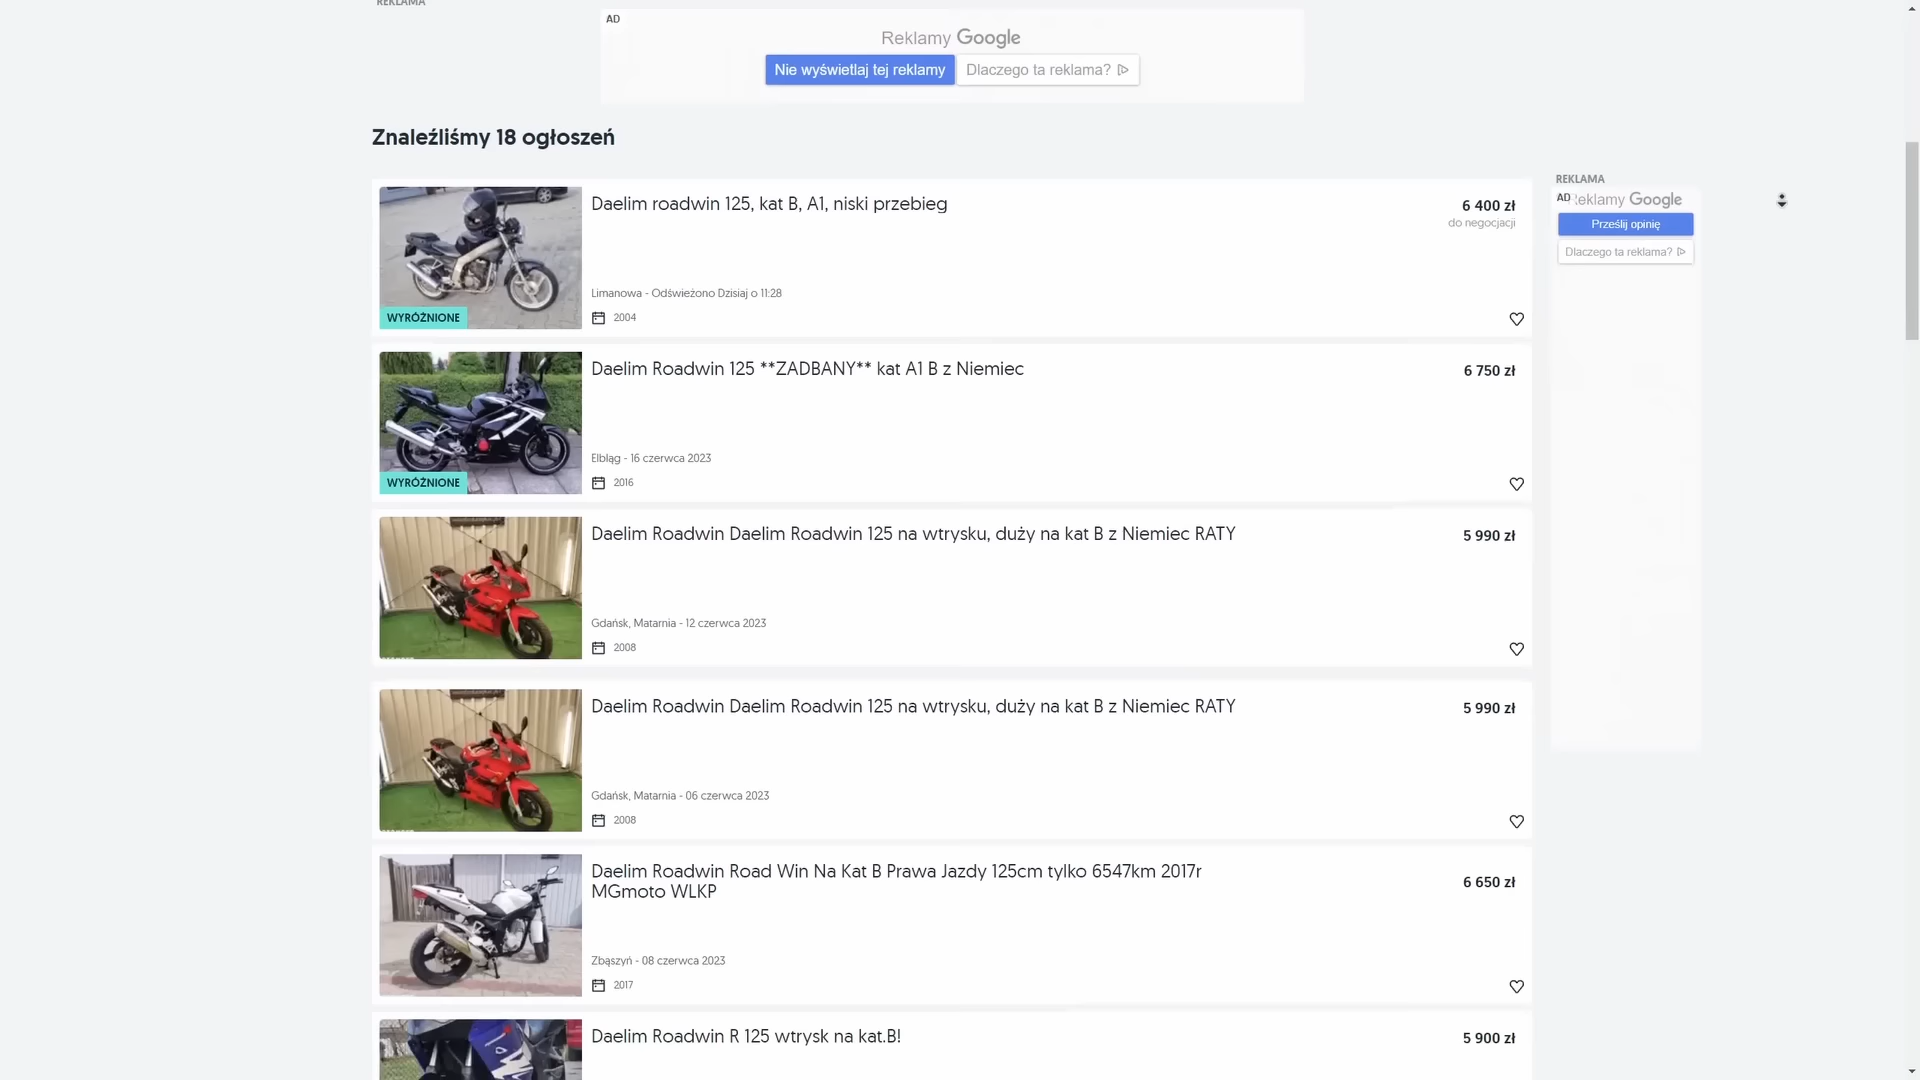 REKLAMA
AD
Reklamy Google
Nie wyświetlaj tej reklamy
Dlaczego ta reklama?
Znaleźliśmy 18 ogłoszeń
REKLAMA
AD
eklamy Google
Prześlij opinię
Dlaczego ta reklama?
Daelim roadwin 125, kat B, A1, niski przebieg
6 400 zł
do negocjacji
Limanowa - Odświeżono Dzisiaj o 11:28
WYRÓŻNIONE
2004
Daelim Roadwin 125 **ZADBANY** kat A1 B z Niemiec
6 750 zł
Elbląg - 16 czerwca 2023
WYRÓŻNIONE
2016
Daelim Roadwin Daelim Roadwin 125 na wtrysku, duży na kat B z Niemiec RATY
5 990 zł
Gdańsk, Matarnia - 12 czerwca 2023
2008
Daelim Roadwin Daelim Roadwin 125 na wtrysku, duży na kat B z Niemiec RATY
5 990 zł
Gdańsk, Matarnia - 06 czerwca 2023
2008
Daelim Roadwin Road Win Na Kat B Prawa Jazdy 125cm tylko 6547km 2017r
MGmoto WLKP
6 650 zł
Zbąszyń - 08 czerwca 2023
2017
Daelim Roadwin R 125 wtrysk na kat.B!
5 900 zł